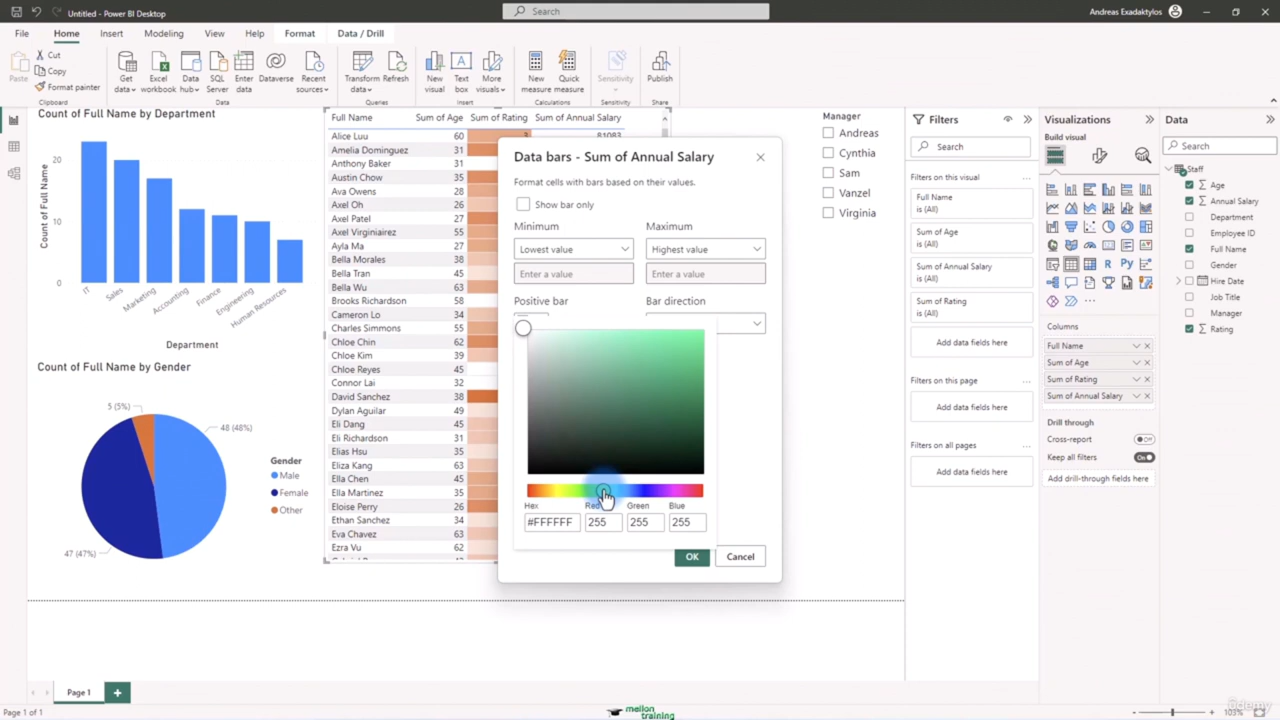 Untitled - Power BI Desktop
Search
Andreas Exadaktylos
File Home Insert Modeling View Help Format Data / Drill
Paste
Cut
Copy
Format painter
Get data
Excel workbook
Data hub
SQL Server
Enter data
Dataverse
Recent sources
Transform data
Refresh
New visual
Text box
More visuals
New measure
Quick measure
Sensitivity
Publish
Clipboard
Data
Queries
Insert
Calculations
Sensitivity
Share
Count of Full Name by Department
Count of Full Name
20
10
0
IT
Sales
Marketing
Accounting
Finance
Engineering
Human Resources
Department
Count of Full Name by Gender
5 (5%)
48 (48%)
47 (47%)
Gender
Male
Female
Other
Full Name Sum of Age Sum of Rating Sum of Annual Salary
Alice Luu 60 3 81083
Amelia Dominguez 31
Anthony Baker 31
Austin Chow 35
Ava Owens 28
Axel Oh 26
Axel Patel 27
Axel Virginiairez 55
Ayla Ma 27
Bella Morales 38
Bella Tran 45
Bella Wu 63
Brooks Richardson 58
Cameron Lo 34
Charles Simmons 55
Chloe Chin 62
Chloe Kim 39
Chloe Reyes 45
Connor Lai 32
David Sanchez 38
Dylan Aguilar 49
Eli Dang 45
Eli Richardson 31
Elias Hsu 31
Eliza Kang 63
Ella Chen 45
Ella Martinez 35
Eloise Perry 26
Ethan Sanchez 34
Eva Chavez 63
Ezra Vu 62
Data bars - Sum of Annual Salary
Format cells with bars based on their values.
Show bar only
Minimum Maximum
Lowest value Highest value
Enter a value Enter a value
Positive bar Bar direction
Hex Red Green Blue
#FFFFFF 255 255 255
OK Cancel
Manager
Andreas
Cynthia
Sam
Vanzel
Virginia
Filters
Search
Filters on this visual
Full Name
is (All)
Sum of Age
is (All)
Sum of Annual Salary
is (All)
Sum of Rating
is (All)
Add data fields here
Filters on this page
Add data fields here
Filters on all pages
Add data fields here
Visualizations
Build visual
R
Py
Columns
Full Name
Sum of Age
Sum of Rating
Sum of Annual Salary
Drill through
Cross-report Off
Keep all filters On
Add drill-through fields here
Data
Search
Staff
Age
Annual Salary
Department
Employee ID
Full Name
Gender
Hire Date
Job Title
Manager
Rating
Page 1
Page 1 of 1
mellon training
ûdemy
103%